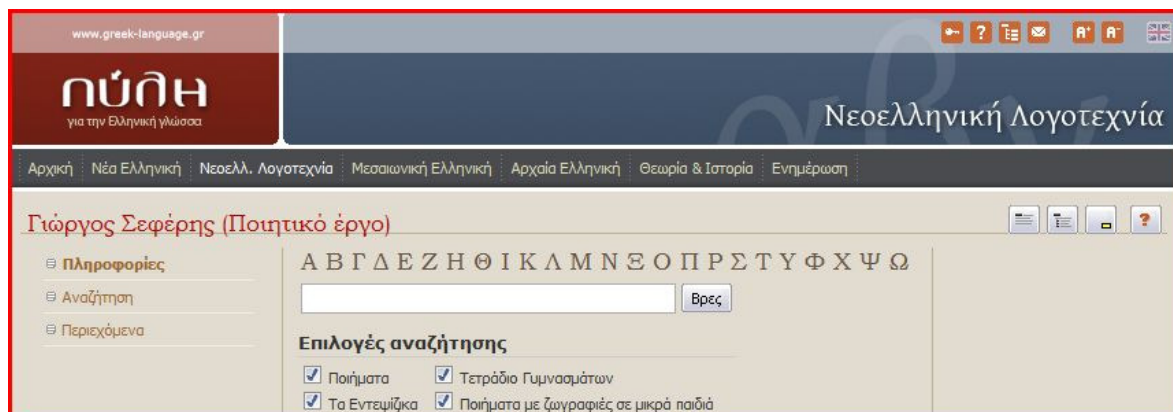 www.greek-language.gr
πύλη
για την Ελληνική γλώσσα
Νεοελληνική Λογοτεχνία
Αρχική Νέα Ελληνική Νεοελλ. Λογοτεχνία Μεσαιωνική Ελληνική Αρχαία Ελληνική Θεωρία & Ιστορία Ενημέρωση
Γιώργος Σεφέρης (Ποιητικό έργο)
Πληροφορίες
Αναζήτηση
Περιεχόμενα
Α Β Γ Δ Ε Ζ Η Θ Ι Κ Λ Μ Ν Ξ Ο Π Ρ Σ Τ Υ Φ Χ Ψ Ω
Βρες
Επιλογές αναζήτησης
Ποιήματα Τετράδιο Γυμνασμάτων
Τα Εντεψίζικα Ποιήματα με ζωγραφιές σε μικρά παιδιά